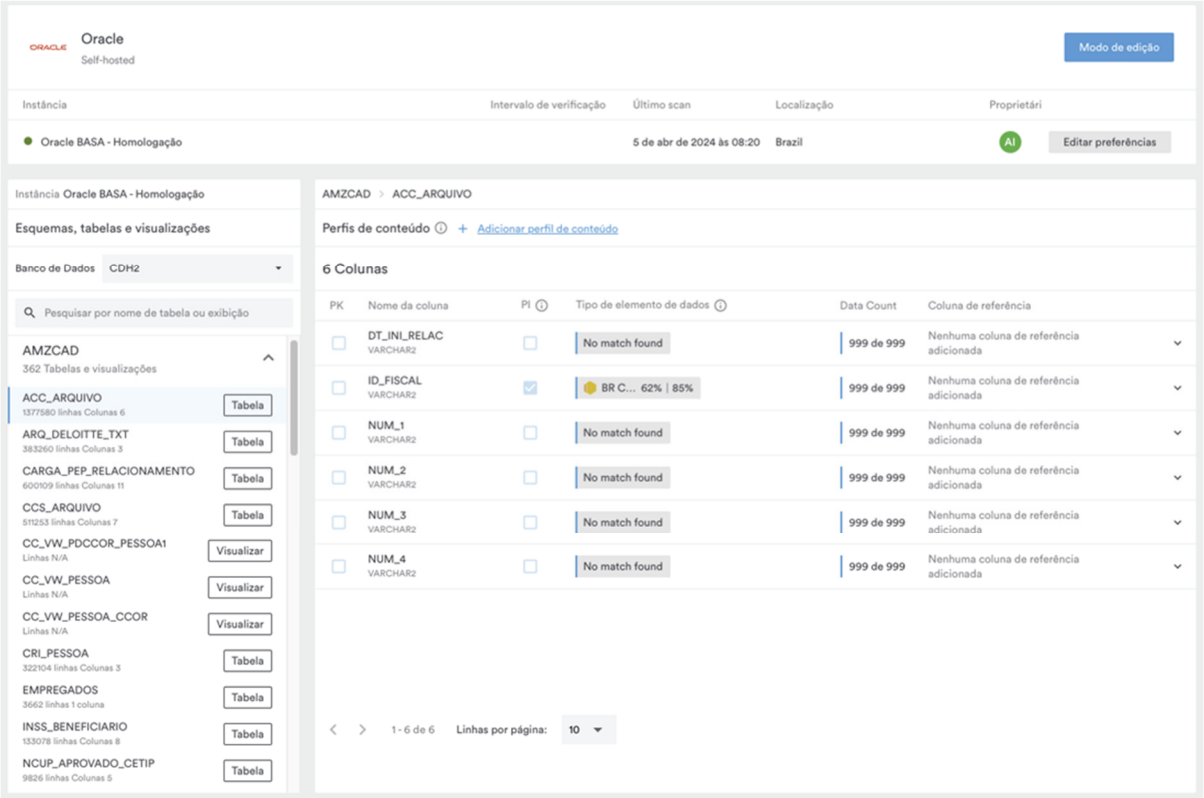 ORACLE
Oracle
Self-hosted
Modo de edição
Instância Intervalo de verificação Último scan Localização Proprietári
Oracle BASA - Homologação 5 de abr de 2024 às 08:20 Brazil AI Editar preferências
Instância Oracle BASA - Homologação
Esquemas, tabelas e visualizações
Banco de Dados CDH2
Pesquisar por nome de tabela ou exibição
AMZCAD
362 Tabelas e visualizações
ACC_ARQUIVO
1377580 linhas Colunas 6
Tabela
ARQ_DELOITTE_TXT
383260 linhas Colunas 3
Tabela
CARGA_PEP_RELACIONAMENTO
600109 linhas Colunas 11
Tabela
CCS_ARQUIVO
511253 linhas Colunas 7
Tabela
CC_VW_PDCCOR_PESSOA1
Linhas N/A
Visualizar
CC_VW_PESSOA
Linhas N/A
Visualizar
CC_VW_PESSOA_CCOR
Linhas N/A
Visualizar
CRI_PESSOA
322104 linhas Colunas 3
Tabela
EMPREGADOS
3662 linhas 1 coluna
Tabela
INSS_BENEFICIARIO
133078 linhas Colunas 8
Tabela
NCUP_APROVADO_CETIP
9826 linhas Colunas 5
Tabela
AMZCAD > ACC_ARQUIVO
Perfis de conteúdo + Adicionar perfil de conteúdo
6 Colunas
PK Nome da coluna PI Tipo de elemento de dados Data Count Coluna de referência
DT_INI_RELAC
VARCHAR2
No match found
999 de 999
Nenhuma coluna de referência
adicionada
ID_FISCAL
VARCHAR2
BR C... 62% | 85%
999 de 999
Nenhuma coluna de referência
adicionada
NUM_1
VARCHAR2
No match found
999 de 999
Nenhuma coluna de referência
adicionada
NUM_2
VARCHAR2
No match found
999 de 999
Nenhuma coluna de referência
adicionada
NUM_3
VARCHAR2
No match found
999 de 999
Nenhuma coluna de referência
adicionada
NUM_4
VARCHAR2
No match found
999 de 999
Nenhuma coluna de referência
adicionada
1 - 6 de 6 Linhas por página: 10